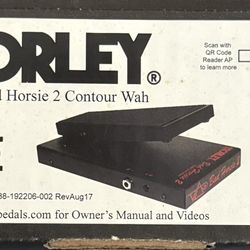 ORLEY®
Scan with
QR Code
Reader AP
to learn more
Horsie 2 Contour Wah
88-192206-002 RevAug17
pedals.com for Owner's Manual and Videos